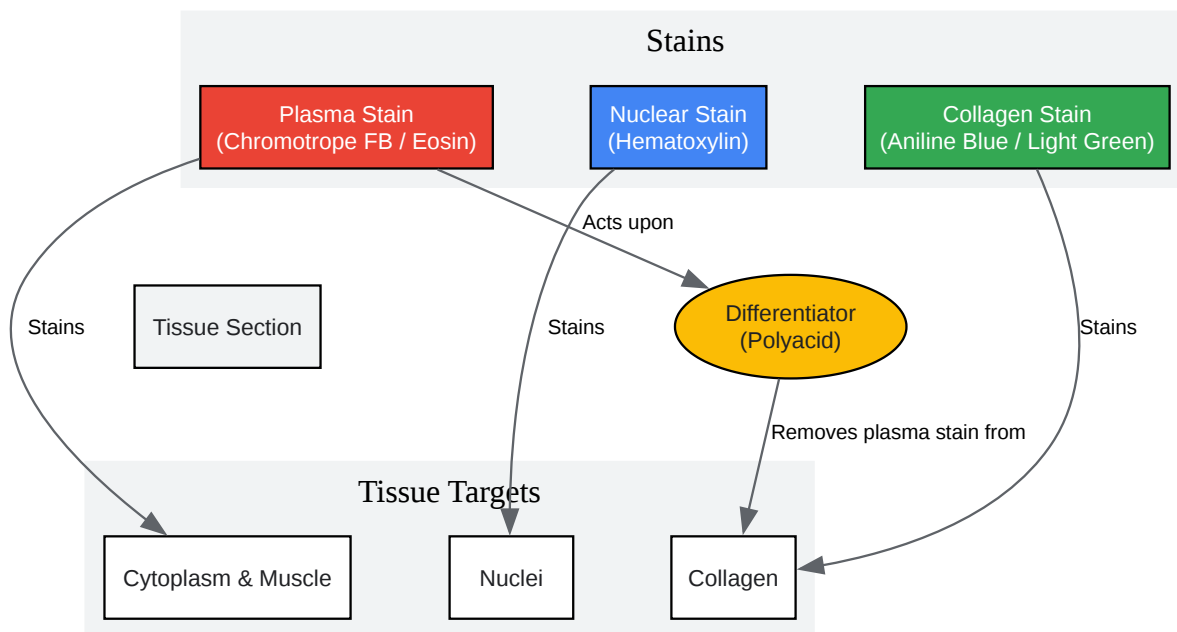 Stains
Plasma Stain
(Chromotrope FB / Eosin)
Nuclear Stain
(Hematoxylin)
Collagen Stain
(Aniline Blue / Light Green)
Acts upon
Stains
Tissue Section
Stains
Differentiator
(Polyacid)
Stains
Removes plasma stain from
Tissue Targets
Cytoplasm & Muscle
Nuclei
Collagen